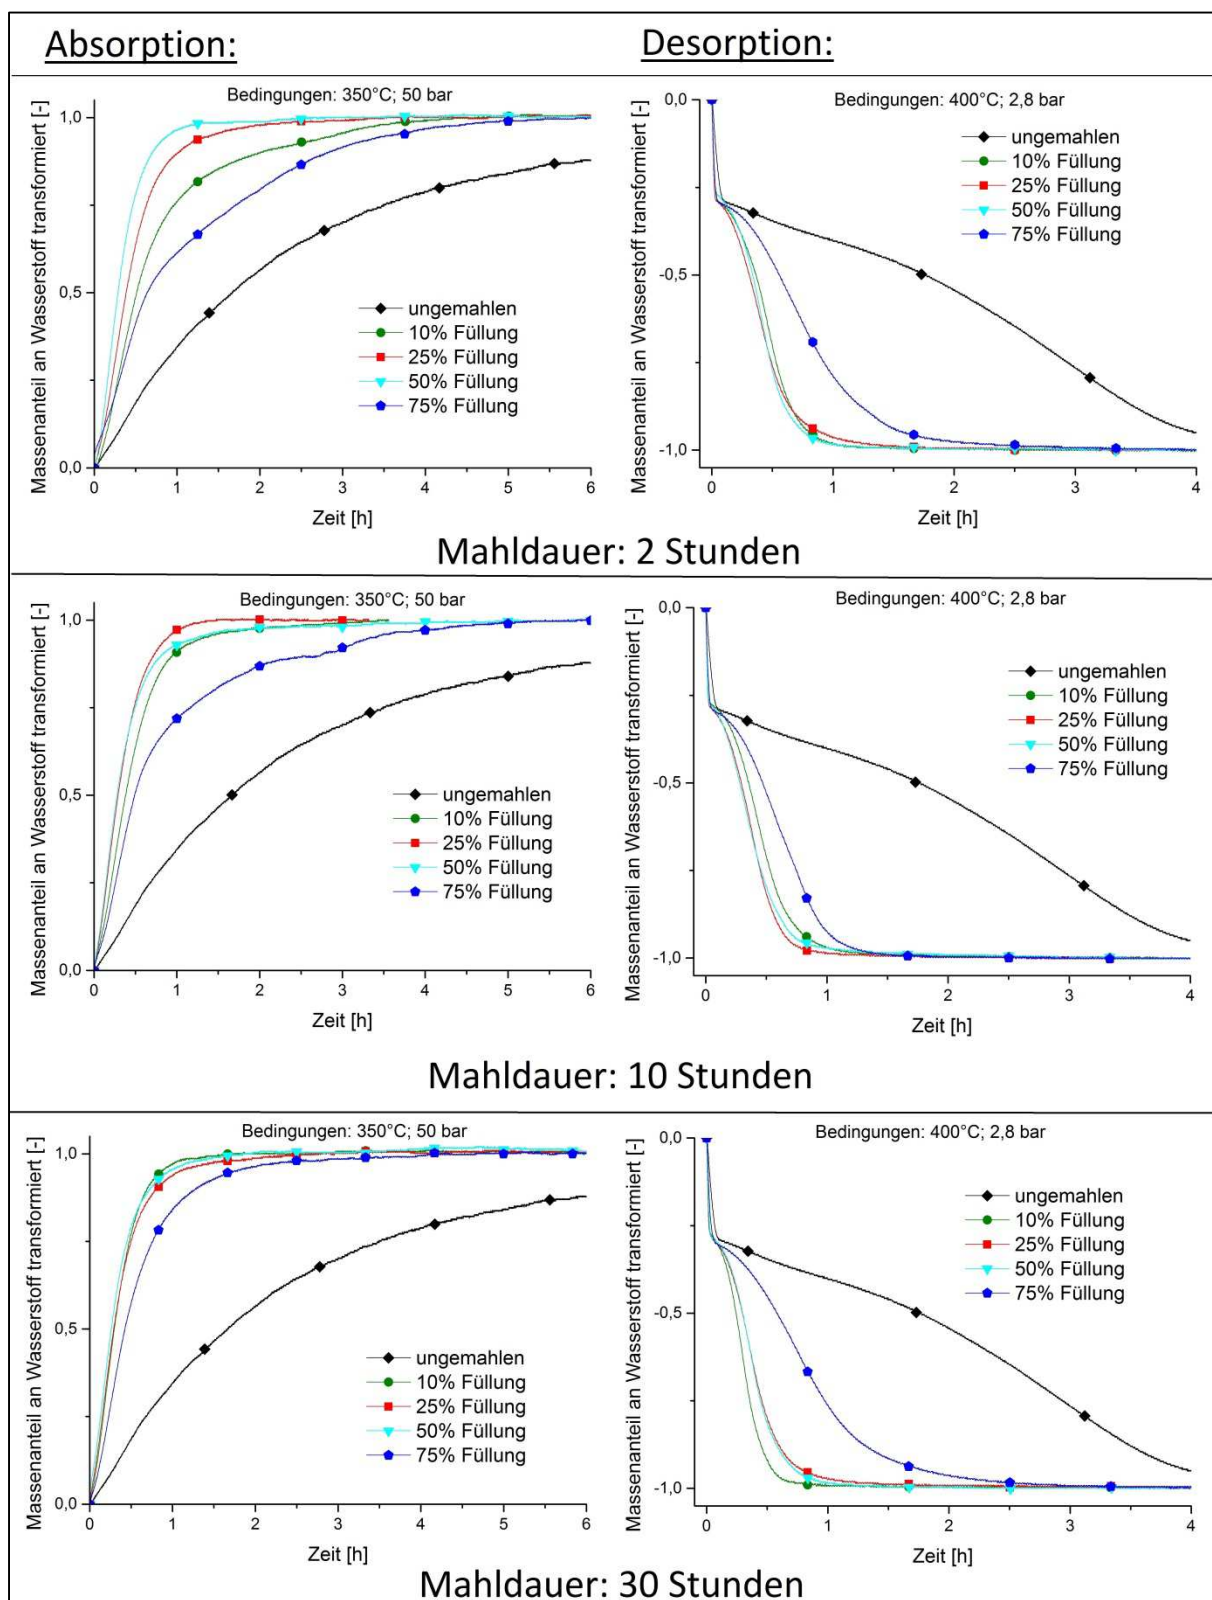 Absorption:
Desorption:
Bedingungen: 350°C; 50 bar
Massenanteil an Wasserstoff transformiert [-]
1,0
0,5
0,0
ungemahlen
10% Füllung
25% Füllung
50% Füllung
75% Füllung
0 1 2 3 4 5 6
Zeit [h]
Bedingungen: 400°C; 2,8 bar
Massenanteil an Wasserstoff transformiert [-]
0,0
-0,5
-1,0
ungemahlen
10% Füllung
25% Füllung
50% Füllung
75% Füllung
0 1 2 3 4
Zeit [h]
Mahldauer: 2 Stunden
Bedingungen: 350°C; 50 bar
Massenanteil an Wasserstoff transformiert [-]
1,0
0,5
0,0
ungemahlen
10% Füllung
25% Füllung
50% Füllung
75% Füllung
0 1 2 3 4 5 6
Zeit [h]
Bedingungen: 400°C; 2,8 bar
Massenanteil an Wasserstoff transformiert [-]
0,0
-0,5
-1,0
ungemahlen
10% Füllung
25% Füllung
50% Füllung
75% Füllung
0 1 2 3 4
Zeit [h]
Mahldauer: 10 Stunden
Bedingungen: 350°C; 50 bar
Massenanteil an Wasserstoff transformiert [-]
1,0
0,5
0,0
ungemahlen
10% Füllung
25% Füllung
50% Füllung
75% Füllung
0 1 2 3 4 5 6
Zeit [h]
Bedingungen: 400°C; 2,8 bar
Massenanteil an Wasserstoff transformiert [-]
0,0
-0,5
-1,0
ungemahlen
10% Füllung
25% Füllung
50% Füllung
75% Füllung
0 1 2 3 4
Zeit [h]
Mahldauer: 30 Stunden